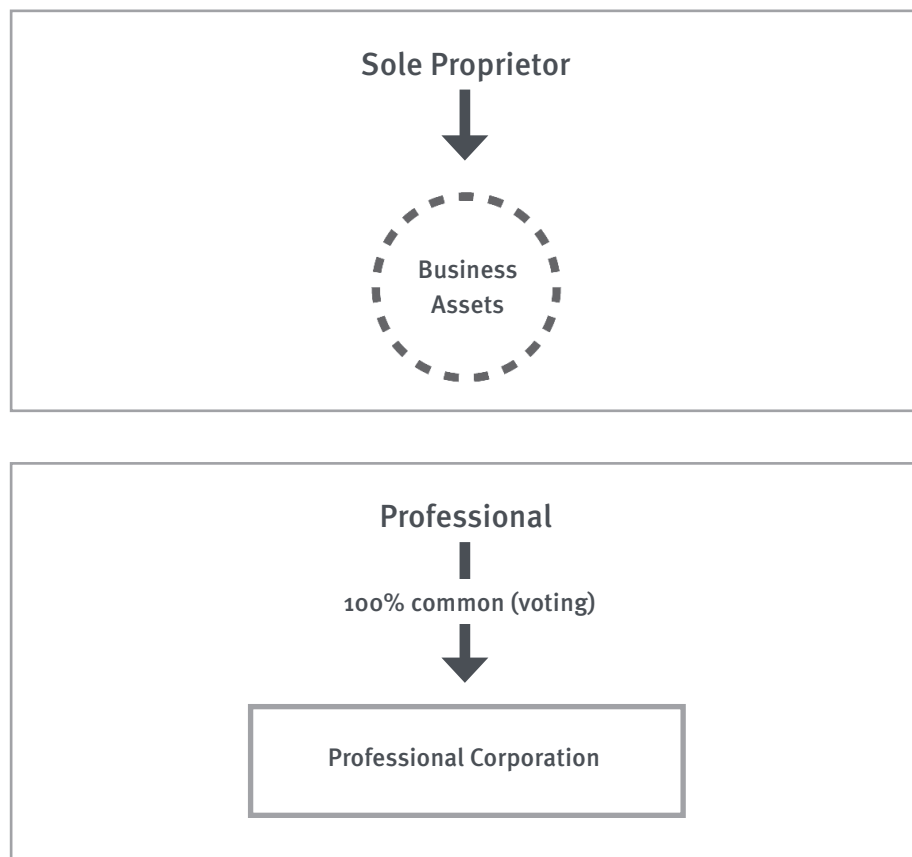 Sole Proprietor
Business
Assets
Professional
100% common (voting)
Professional Corporation